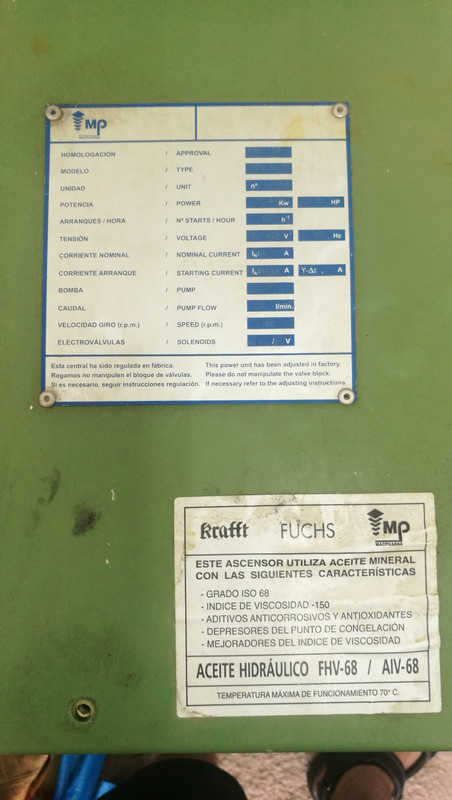 MP
HOMOLOGACIÓN / APPROVAL
MODELO / TYPE
UNIDAD / UNIT nº
POTENCIA / POWER Kw HP
ARRANQUES / HORA / Nº STARTS / HOUR h⁻¹
TENSIÓN / VOLTAGE V Hz
CORRIENTE NOMINAL / NOMINAL CURRENT IN: A
CORRIENTE ARRANQUE / STARTING CURRENT IA: A Y-Δ: A
BOMBA / PUMP
CAUDAL / PUMP FLOW l/min.
VELOCIDAD GIRO (r.p.m.) / SPEED (r.p.m.)
ELECTROVÁLVULAS / SOLENOIDS / V
Esta central ha sido regulada en fábrica. This power unit has been adjusted in factory.
Rogamos no manipulen el bloque de válvulas. Please do not manipulate the valve block.
Si es necesario, seguir instrucciones regulación. If necessary refer to the adjusting instructions.
krafft FUCHS MP
MACPUARSA
ESTE ASCENSOR UTILIZA ACEITE MINERAL
CON LAS SIGUIENTES CARACTERÍSTICAS
- GRADO ISO 68
- INDICE DE VISCOSIDAD -150
- ADITIVOS ANTICORROSIVOS Y ANTIOXIDANTES
- DEPRESORES DEL PUNTO DE CONGELACIÓN
- MEJORADORES DEL INDICE DE VISCOSIDAD
ACEITE HIDRÁULICO FHV-68 / AIV-68
TEMPERATURA MÁXIMA DE FUNCIONAMIENTO 70° C.